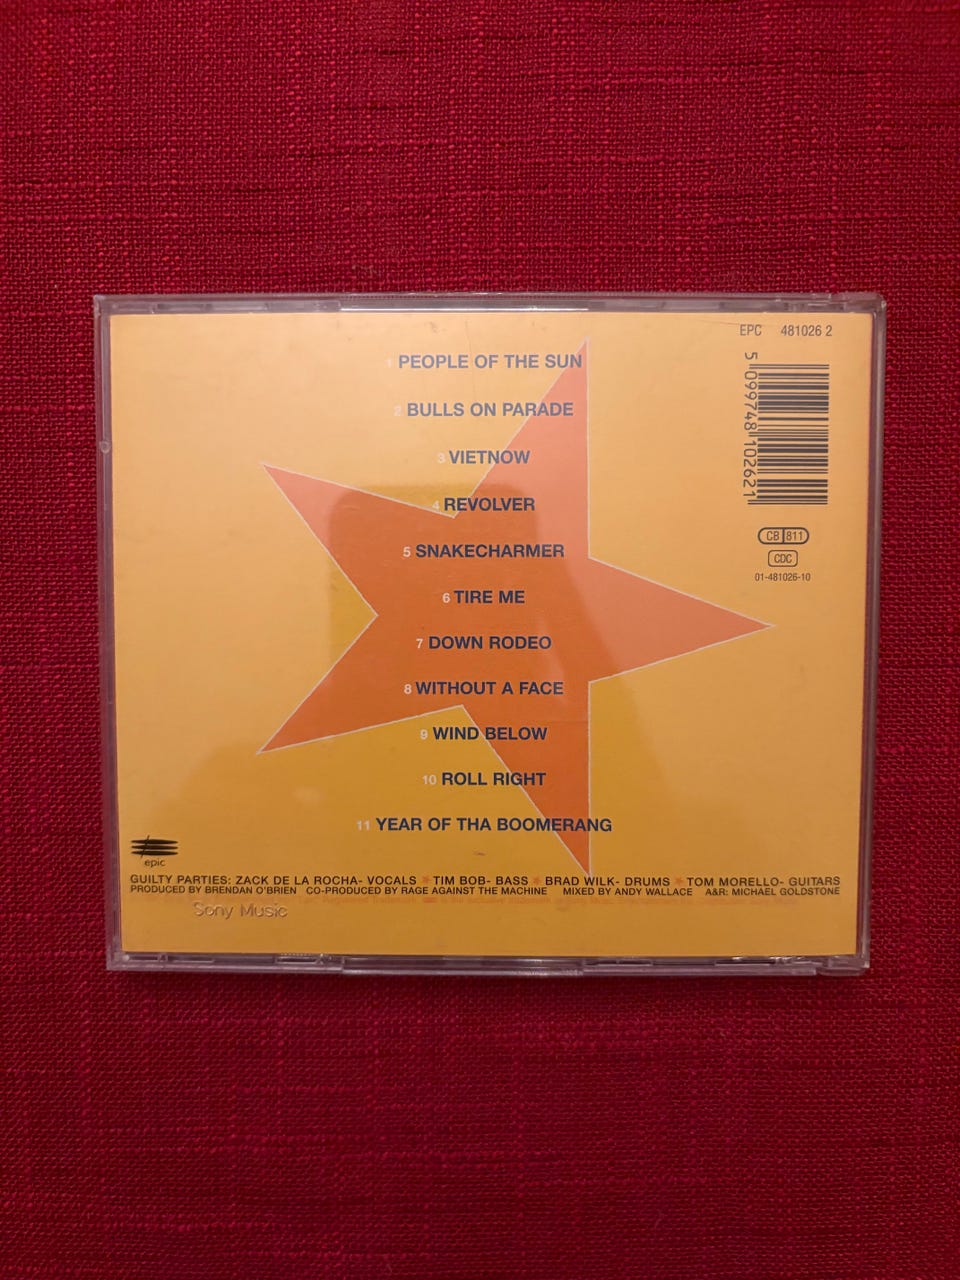 EPC 481026 2
5 099748 102621
CB 811
CDC
01-481026-10
1 PEOPLE OF THE SUN
2 BULLS ON PARADE
3 VIETNOW
4 REVOLVER
5 SNAKECHARMER
6 TIRE ME
7 DOWN RODEO
8 WITHOUT A FACE
9 WIND BELOW
10 ROLL RIGHT
11 YEAR OF THA BOOMERANG
epic
GUILTY PARTIES: ZACK DE LA ROCHA- VOCALS ★ TIM BOB- BASS ★ BRAD WILK- DRUMS ★ TOM MORELLO- GUITARS
PRODUCED BY BRENDAN O'BRIEN CO-PRODUCED BY RAGE AGAINST THE MACHINE MIXED BY ANDY WALLACE A&R: MICHAEL GOLDSTONE
Sony Music